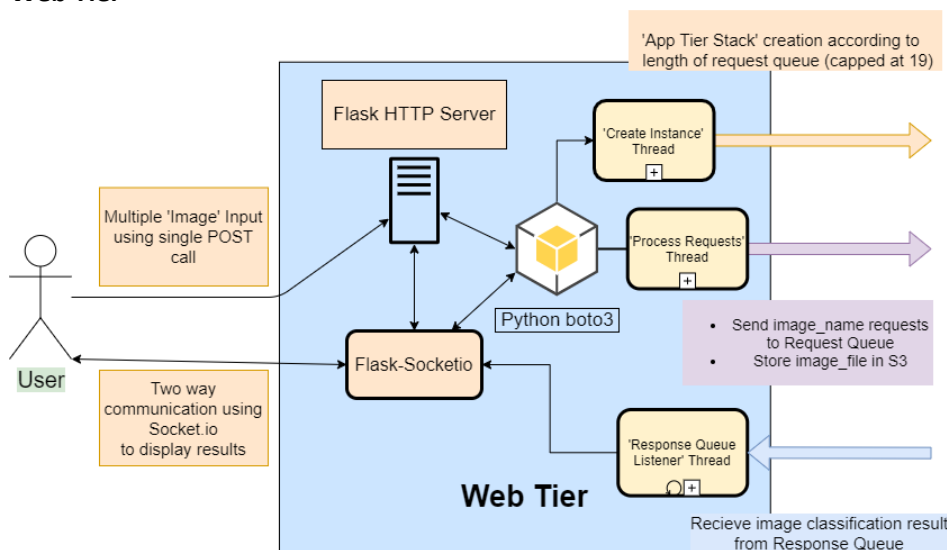 Web Tier
'App Tier Stack' creation according to
length of request queue (capped at 19)
Flask HTTP Server
'Create Instance'
Thread
Multiple 'Image' Input
using single POST
call
'Process Requests'
Thread
Python boto3
• Send image_name requests
to Request Queue
• Store image_file in S3
Flask-Socketio
User
Two way
communication using
Socket.io
to display results
'Response Queue
Listener' Thread
Web Tier
Recieve image classification result
from Response Queue